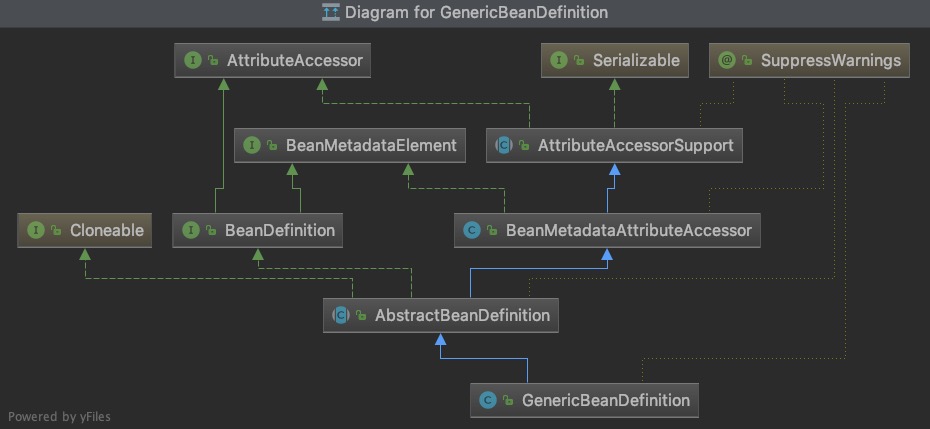 Diagram for GenericBeanDefinition
I AttributeAccessor
I Serializable
@ SuppressWarnings
I BeanMetadataElement
C AttributeAccessorSupport
I Cloneable
I BeanDefinition
C BeanMetadataAttributeAccessor
C AbstractBeanDefinition
C GenericBeanDefinition
Powered by yFiles